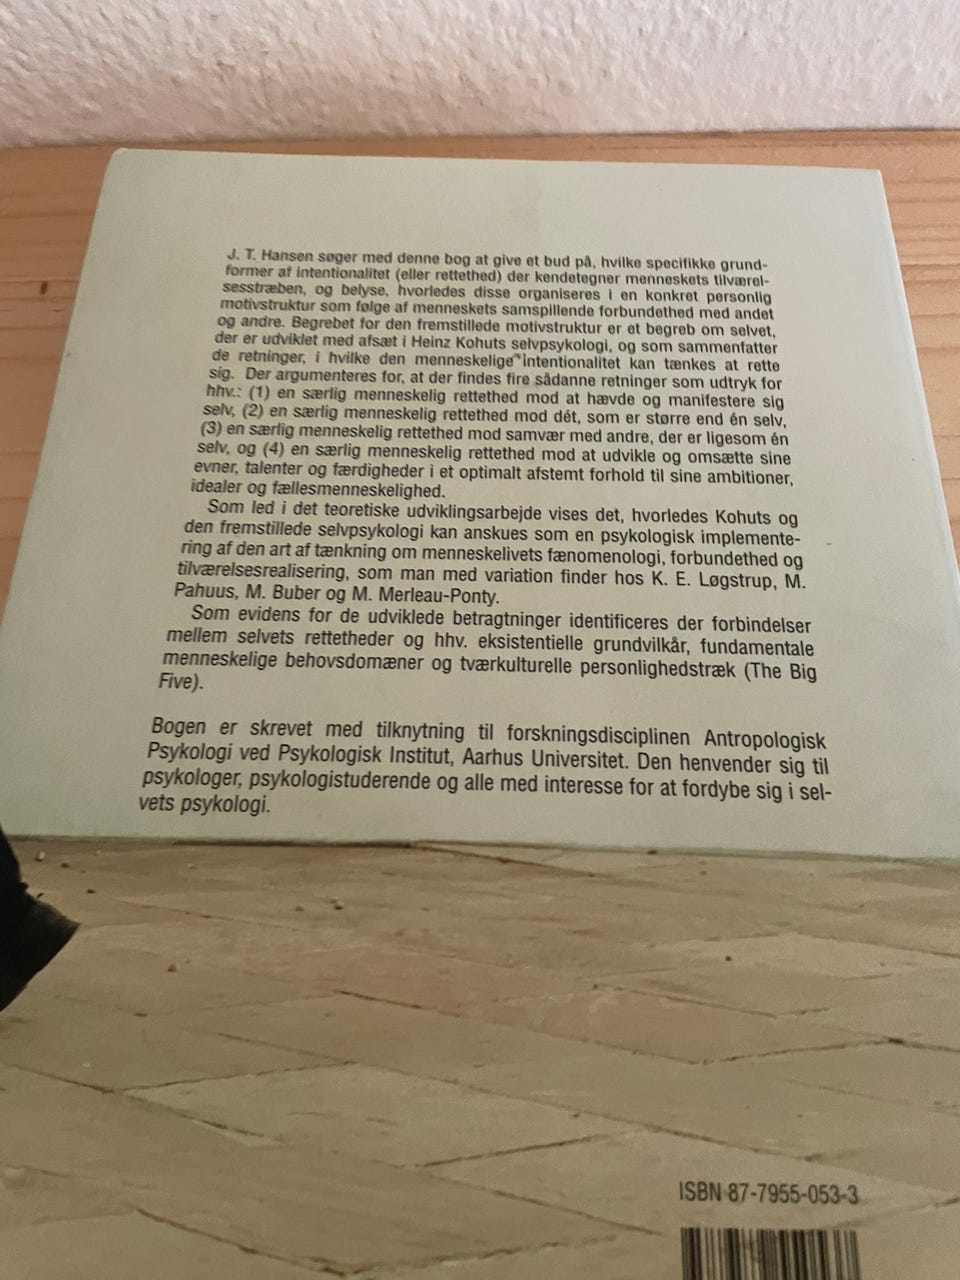 J. T. Hansen søger med denne bog at give et bud på, hvilke specifikke grund-
former af intentionalitet (eller rettethed) der kendetegner menneskets tilværel-
sesstræben, og belyse, hvorledes disse organiseres i en konkret personlig
motivstruktur som følge af menneskets samspillende forbundethed med andet
og andre. Begrebet for den fremstillede motivstruktur er et begreb om selvet,
der er udviklet med afsæt i Heinz Kohuts selvpsykologi, og som sammenfatter
de retninger, i hvilke den menneskelige intentionalitet kan tænkes at rette
sig. Der argumenteres for, at der findes fire sådanne retninger som udtryk for
hhv.: (1) en særlig menneskelig rettethed mod at hævde og manifestere sig
selv, (2) en særlig menneskelig rettethed mod dét, som er større end én selv,
(3) en særlig menneskelig rettethed mod samvær med andre, der er ligesom én
selv, og (4) en særlig menneskelig rettethed mod at udvikle og omsætte sine
evner, talenter og færdigheder i et optimalt afstemt forhold til sine ambitioner,
idealer og fællesmenneskelighed.
Som led i det teoretiske udviklingsarbejde vises det, hvorledes Kohuts og
den fremstillede selvpsykologi kan anskues som en psykologisk implemente-
ring af den art af tænkning om menneskelivets fænomenologi, forbundethed og
tilværelsesrealisering, som man med variation finder hos K. E. Løgstrup, M.
Pahuus, M. Buber og M. Merleau-Ponty.
Som evidens for de udviklede betragtninger identificeres der forbindelser
mellem selvets rettetheder og hhv. eksistentielle grundvilkår, fundamentale
menneskelige behovsdomæner og tværkulturelle personlighedstræk (The Big
Five).
Bogen er skrevet med tilknytning til forskningsdisciplinen Antropologisk
Psykologi ved Psykologisk Institut, Aarhus Universitet. Den henvender sig til
psykologer, psykologistuderende og alle med interesse for at fordybe sig i sel-
vets psykologi.
ISBN 87-7955-053-3